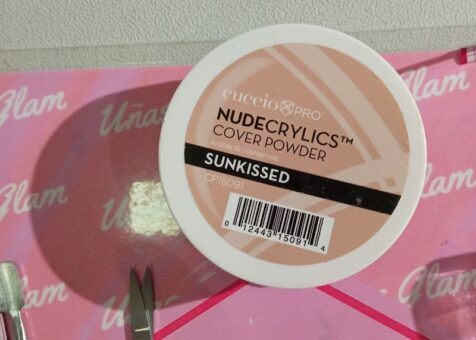 cuccio PRO
NUDECRYLICS™
COVER POWDER
POUDRE DE COUVERTURE
SUNKISSED
CP15091
0 12443 15091 4
Glam
Uñas
Glam
Glam
Uñas
Glam